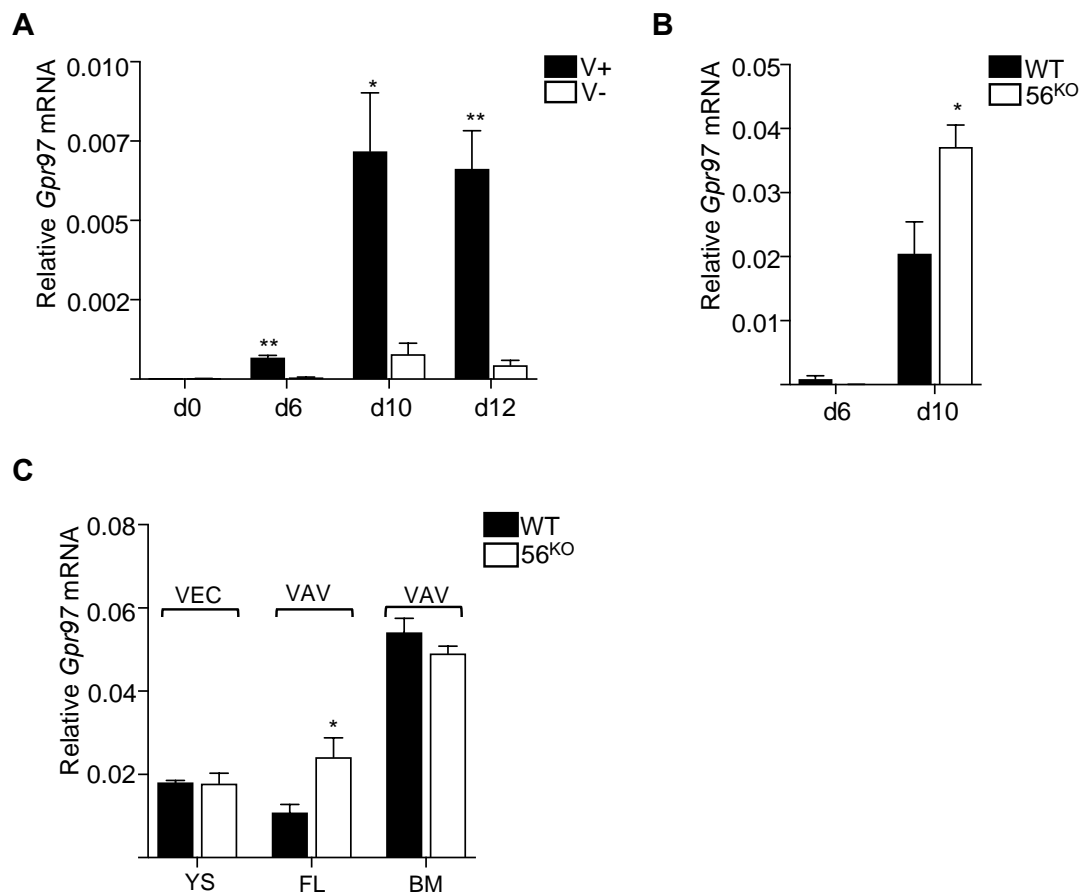 A
Relative Gpr97 mRNA
0.010
0.007
0.005
0.002
V+
V-
*
**
**
d0 d6 d10 d12
B
Relative Gpr97 mRNA
0.05
0.04
0.03
0.02
0.01
WT
56KO
*
d6 d10
C
Relative Gpr97 mRNA
0.08
0.06
0.04
0.02
WT
56KO
VEC VAV VAV
*
YS FL BM